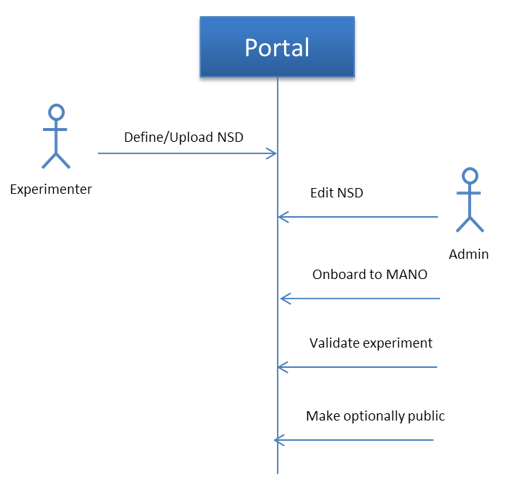 Portal
Define/Upload NSD
Experimenter
Edit NSD
Admin
Onboard to MANO
Validate experiment
Make optionally public